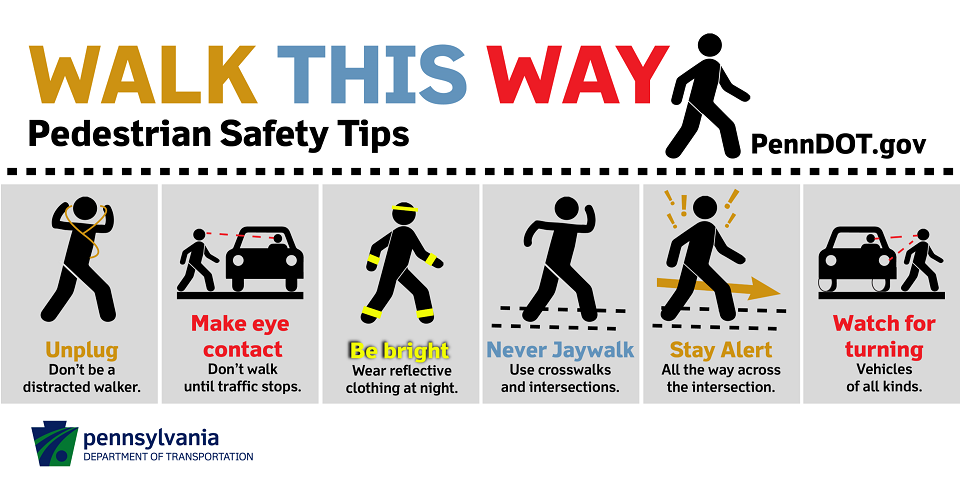 WALK THIS WAY
Pedestrian Safety Tips
PennDOT.gov
Unplug
Don't be a
distracted walker.
Make eye
contact
Don't walk
until traffic stops.
Be bright
Wear reflective
clothing at night.
Never Jaywalk
Use crosswalks
and intersections.
! ! ! !
Stay Alert
All the way across
the intersection.
Watch for
turning
Vehicles
of all kinds.
pennsylvania
DEPARTMENT OF TRANSPORTATION